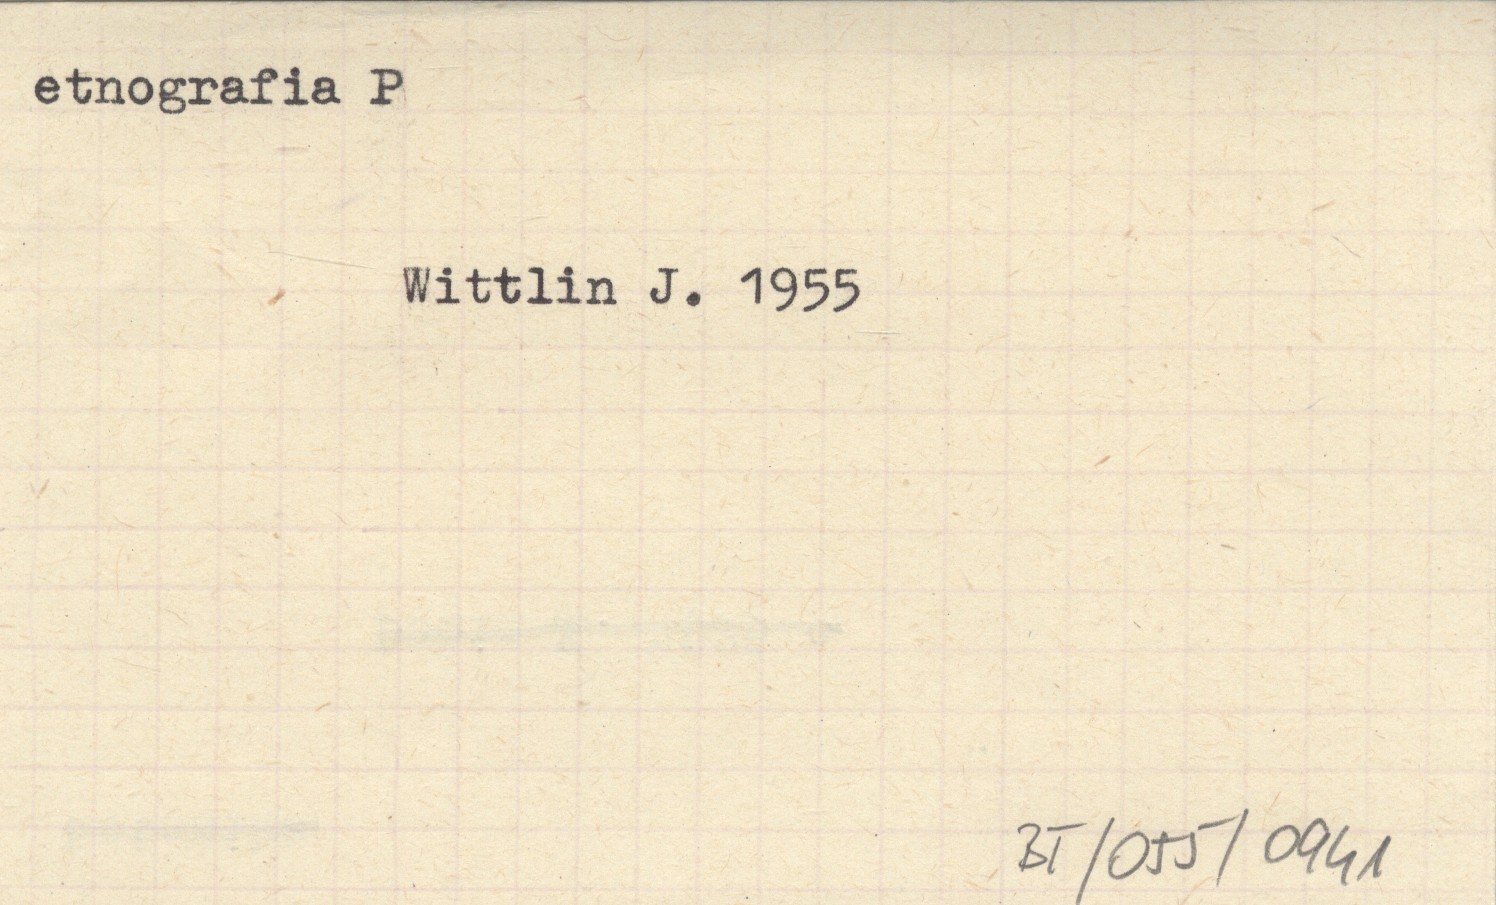 etnografia P
Wittlin J. 1955
BT/055/0941